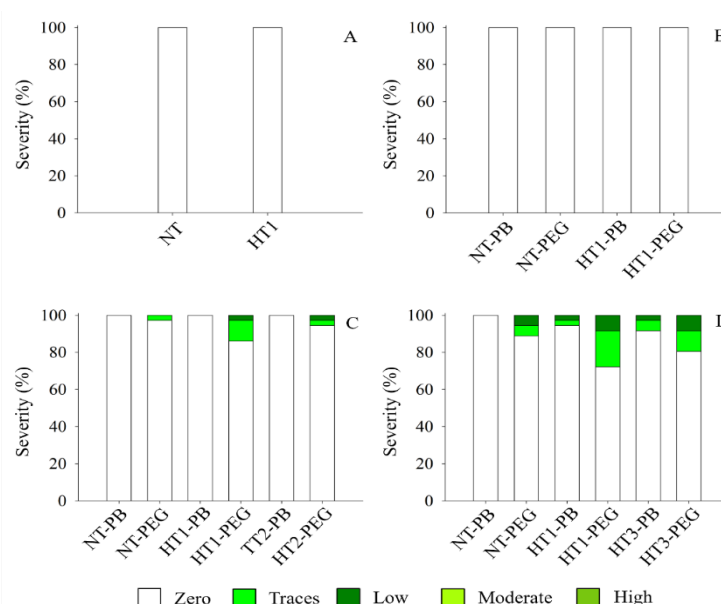 A
Severity (%)
100
80
60
40
20
0
NT
HT1
B
Severity (%)
100
80
60
40
20
0
NT-PB
NT-PEG
HT1-PB
HT1-PEG
C
Severity (%)
100
80
60
40
20
0
NT-PB
NT-PEG
HT1-PB
HT1-PEG
TT2-PB
HT2-PEG
Severity (%)
100
80
60
40
20
0
NT-PB
NT-PEG
HT1-PB
HT1-PEG
HT3-PB
HT3-PEG
Zero Traces Low Moderate High